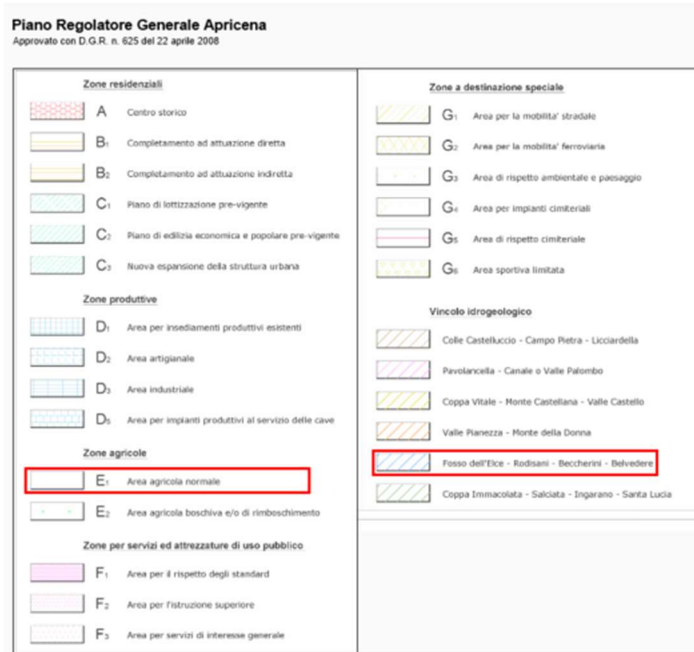 Piano Regolatore Generale Apricena
Approvato con D.G.R. n. 625 del 22 aprile 2008
Zone residenziali
A Centro storico
B1 Completamento ad attuazione diretta
B2 Completamento ad attuazione indiretta
C1 Piano di lottizzazione pre-vigente
C2 Piano di edilizia economica e popolare pre-vigente
C3 Nuova espansione della struttura urbana
Zone produttive
D1 Area per insediamenti produttivi esistenti
D2 Area artigianale
D3 Area industriale
D5 Area per impianti produttivi al servizio delle cave
Zone agricole
E1 Area agricola normale
E2 Area agricola boschiva e/o di rimboschimento
Zone per servizi ed attrezzature di uso pubblico
F1 Area per il rispetto degli standard
F2 Area per l'istruzione superiore
F3 Area per servizi di interesse generale
Zone a destinazione speciale
G1 Area per la mobilita' stradale
G2 Area per la mobilita' ferroviaria
G3 Area di rispetto ambientale e paesaggio
G4 Area per impianti cimiteriali
G5 Area di rispetto cimiteriale
G6 Area sportiva limitata
Vincolo idrogeologico
Colle Castelluccio - Campo Pietra - Licciardella
Pavolancella - Canale o Valle Palombo
Coppa Vitale - Monte Castellana - Valle Castello
Valle Pianezza - Monte della Donna
Fosso dell'Elce - Rodisani - Beccherini - Belvedere
Coppa Immacolata - Salciata - Ingarano - Santa Lucia